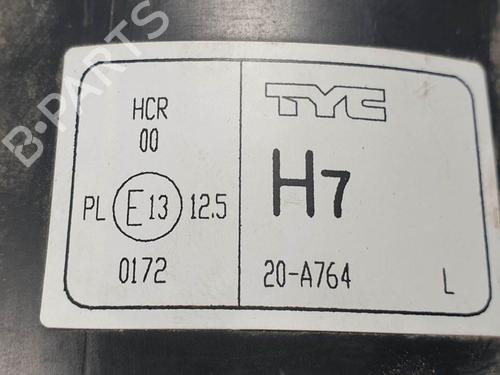 HCR
00
PL E13 12.5
0172
TYC
H7
20-A764 L
B-PARTS